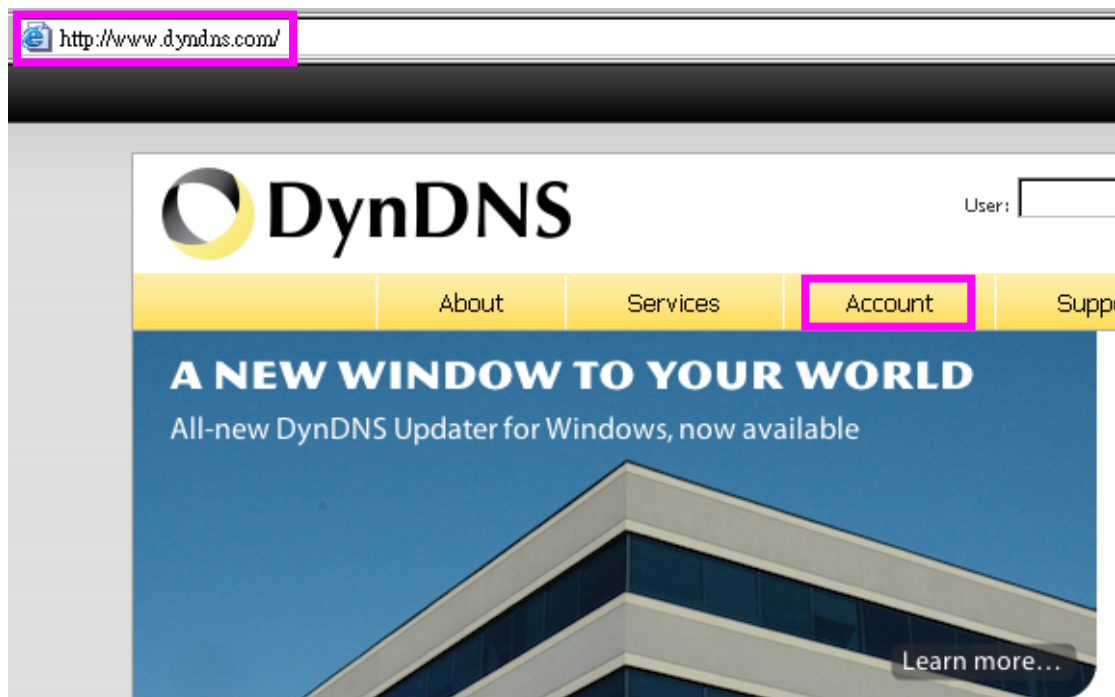 http://www.dyndns.com/
DynDNS
User:
About Services Account Supp
A NEW WINDOW TO YOUR WORLD
All-new DynDNS Updater for Windows, now available
Learn more...